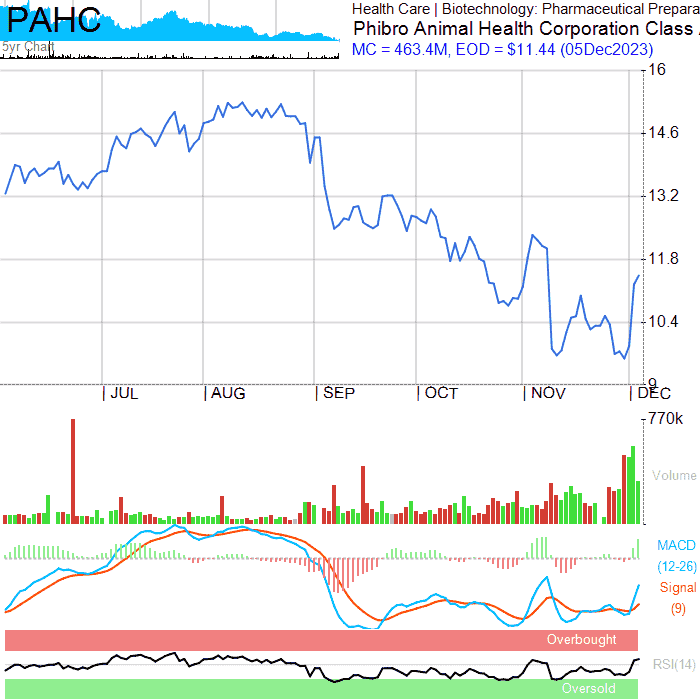 PAHC
5yr Chart
Health Care | Biotechnology: Pharmaceutical Prepara
Phibro Animal Health Corporation Class
MC = 463.4M, EOD = $11.44 (05Dec2023)
16
14.6
13.2
11.8
10.4
9
JUL
AUG
SEP
OCT
NOV
DEC
770k
Volume
MACD
(12-26)
Signal
(9)
Overbought
RSI(14)
Oversold